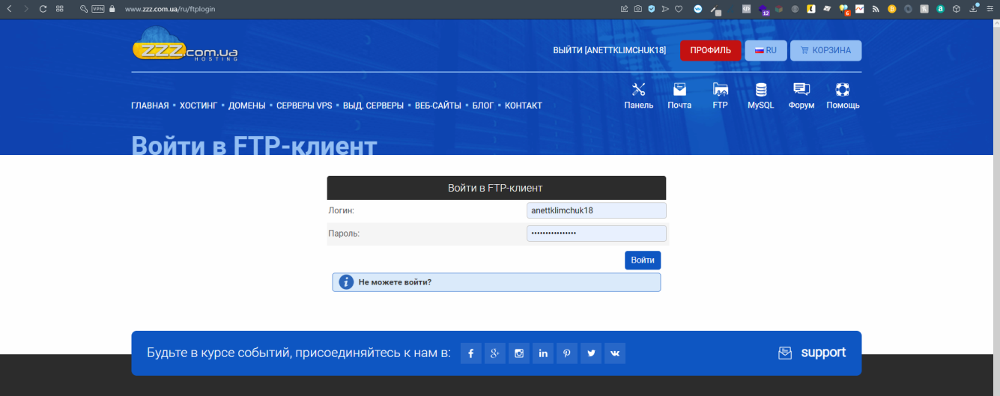 VPN www.zzz.com.ua/ru/ftplogin
12
6
ZZZ.com.ua
HOSTING
ВЫЙТИ [ANETTKLIMCHUK18] ПРОФИЛЬ RU КОРЗИНА
ГЛАВНАЯ ХОСТИНГ ДОМЕНЫ СЕРВЕРЫ VPS ВЫД. СЕРВЕРЫ ВЕБ-САЙТЫ БЛОГ КОНТАКТ
Панель Почта FTP MySQL Форум Помощь
Войти в FTP-клиент
Войти в FTP-клиент
Логин: anettklimchuk18
Пароль: ••••••••••••••••
Войти
Не можете войти?
Будьте в курсе событий, присоединяйтесь к нам в: support